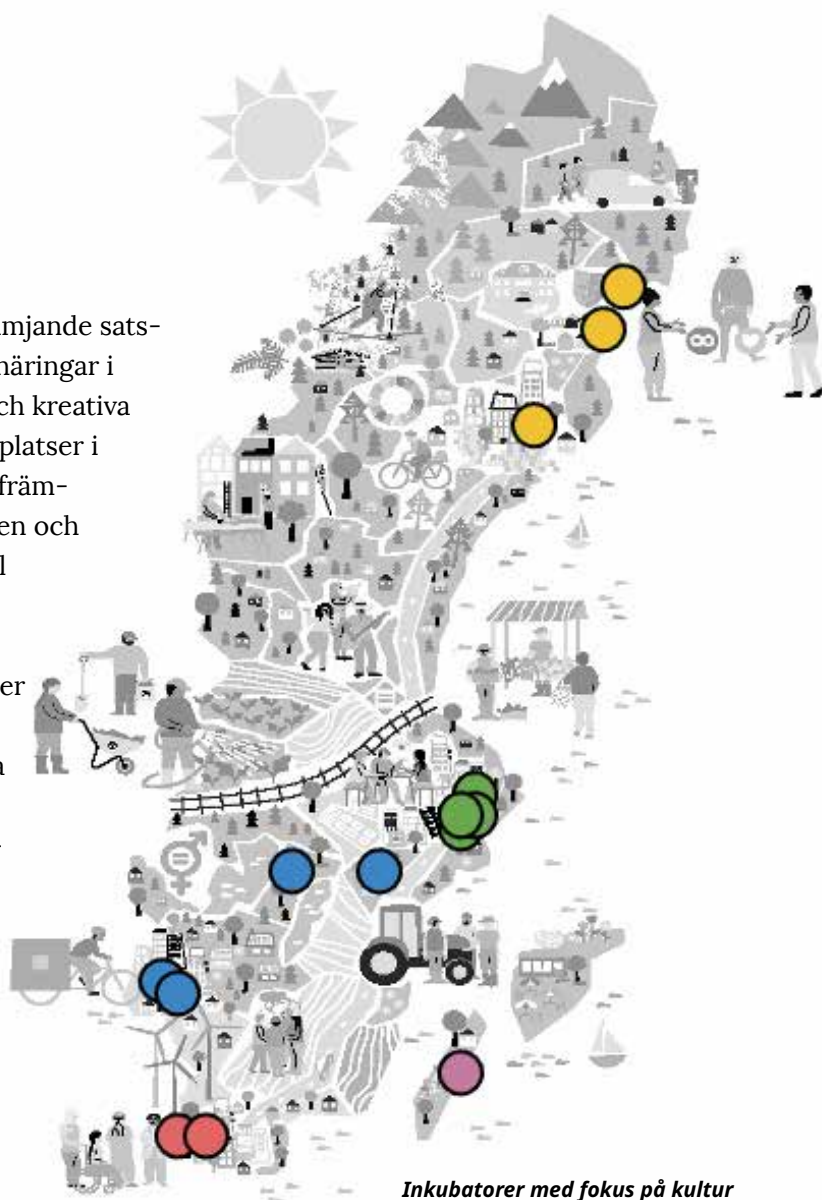 mjande sats-
näringar i
ch kreativa
platser i
främ-
en och
l
er
a
Inkubatorer med fokus på kultur